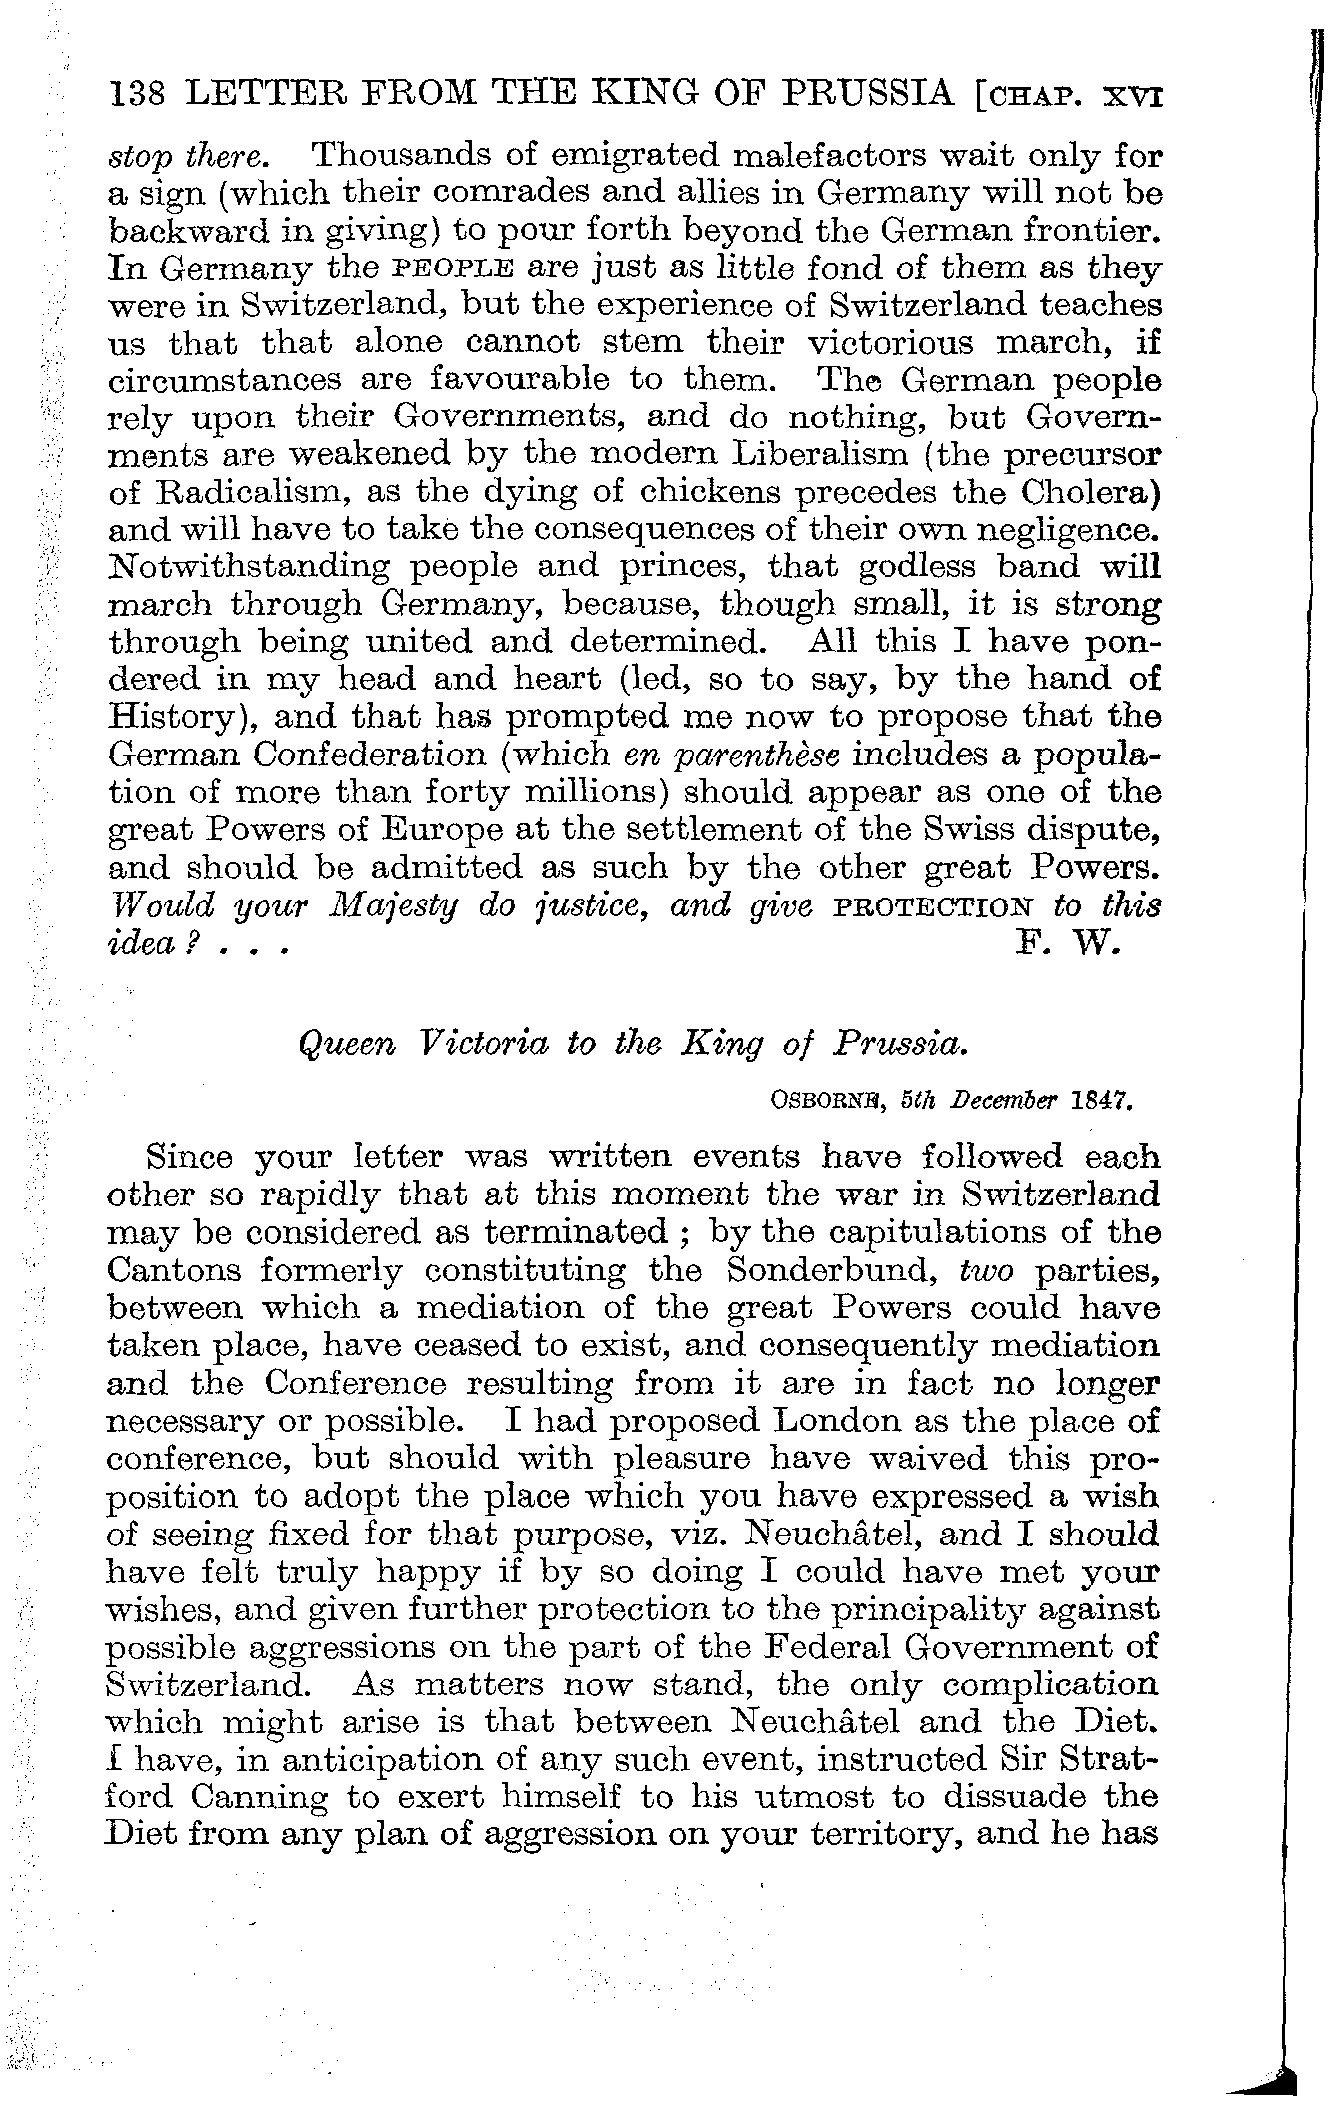 138 LETTER FROM THE KING OF PRUSSIA [CHAP. XVI
stop there. Thousands of emigrated malefactors wait only for
a sign (which their comrades and allies in Germany will not be
backward in giving) to pour forth beyond the German frontier.
In Germany the PEOPLE are just as little fond of them as they
were in Switzerland, but the experience of Switzerland teaches
us that that alone cannot stem their victorious march, if
circumstances are favourable to them. The German people
rely upon their Governments, and do nothing, but Govern-
ments are weakened by the modern Liberalism (the precursor
of Radicalism, as the dying of chickens precedes the Cholera)
and will have to take the consequences of their own negligence.
Notwithstanding people and princes, that godless band will
march through Germany, because, though small, it is strong
through being united and determined. All this I have pon-
dered in my head and heart (led, so to say, by the hand of
History), and that has prompted me now to propose that the
German Confederation (which en parenthèse includes a popula-
tion of more than forty millions) should appear as one of the
great Powers of Europe at the settlement of the Swiss dispute,
and should be admitted as such by the other great Powers.
Would your Majesty do justice, and give PROTECTION to this
idea? . . . F. W.
Queen Victoria to the King of Prussia.
OSBORNE, 5th December 1847.
Since your letter was written events have followed each
other so rapidly that at this moment the war in Switzerland
may be considered as terminated; by the capitulations of the
Cantons formerly constituting the Sonderbund, two parties,
between which a mediation of the great Powers could have
taken place, have ceased to exist, and consequently mediation
and the Conference resulting from it are in fact no longer
necessary or possible. I had proposed London as the place of
conference, but should with pleasure have waived this pro-
position to adopt the place which you have expressed a wish
of seeing fixed for that purpose, viz. Neuchâtel, and I should
have felt truly happy if by so doing I could have met your
wishes, and given further protection to the principality against
possible aggressions on the part of the Federal Government of
Switzerland. As matters now stand, the only complication
which might arise is that between Neuchâtel and the Diet.
I have, in anticipation of any such event, instructed Sir Strat-
ford Canning to exert himself to his utmost to dissuade the
Diet from any plan of aggression on your territory, and he has